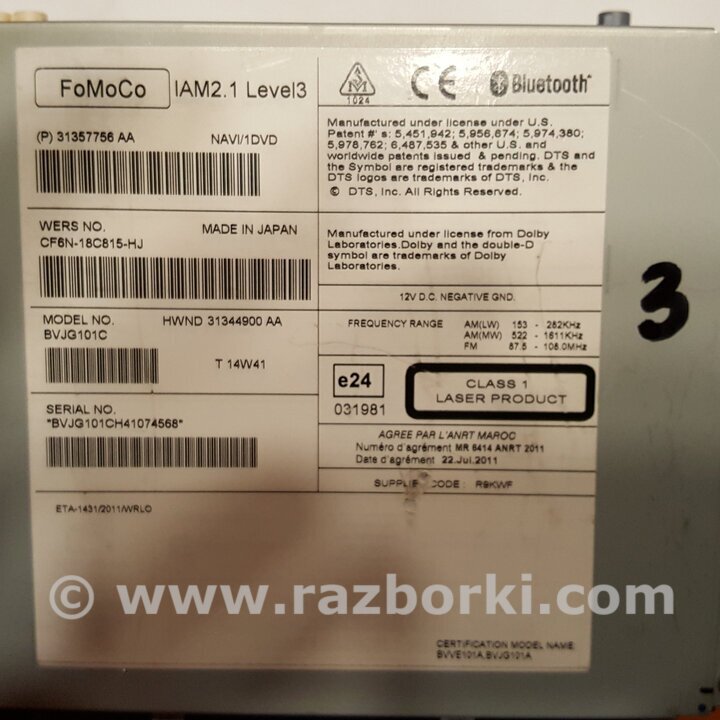 FoMoCo IAM2.1 Level3
(P) 31357756 AA NAVI/1DVD
WERS NO. MADE IN JAPAN
CF6N-18C815-HJ
MODEL NO. HWND 31344900 AA
BVJG101C
T 14W41
SERIAL NO.
*BVJG101CH41074568*
ETA-1431/2011/WRLO
1024
CE Bluetooth
Manufactured under license under U.S.
Patent #'s: 5,451,942; 5,956,674; 5,974,380;
5,978,762; 6,487,535 & other U.S. and
worldwide patents issued & pending. DTS and
the Symbol are registered trademarks & the
DTS logos are trademarks of DTS, Inc.
© DTS, Inc. All Rights Reserved.
Manufactured under license from Dolby
Laboratories.Dolby and the double-D
symbol are trademarks of Dolby
Laboratories.
12V D.C. NEGATIVE GND.
FREQUENCY RANGE AM(LW) 153 - 282KHz
AM(MW) 522 - 1611KHz
FM 87.5 - 108.0MHz
e24
031981
CLASS 1
LASER PRODUCT
AGREE PAR L'ANRT MAROC
Numéro d'agrément MR 6414 ANRT 2011
Date d'agrément 22.Jul.2011
CODE : R9KWF
CERTIFICATION MODEL NAME:
BVVE101A,BVJG101A
3
© www.razborki.com